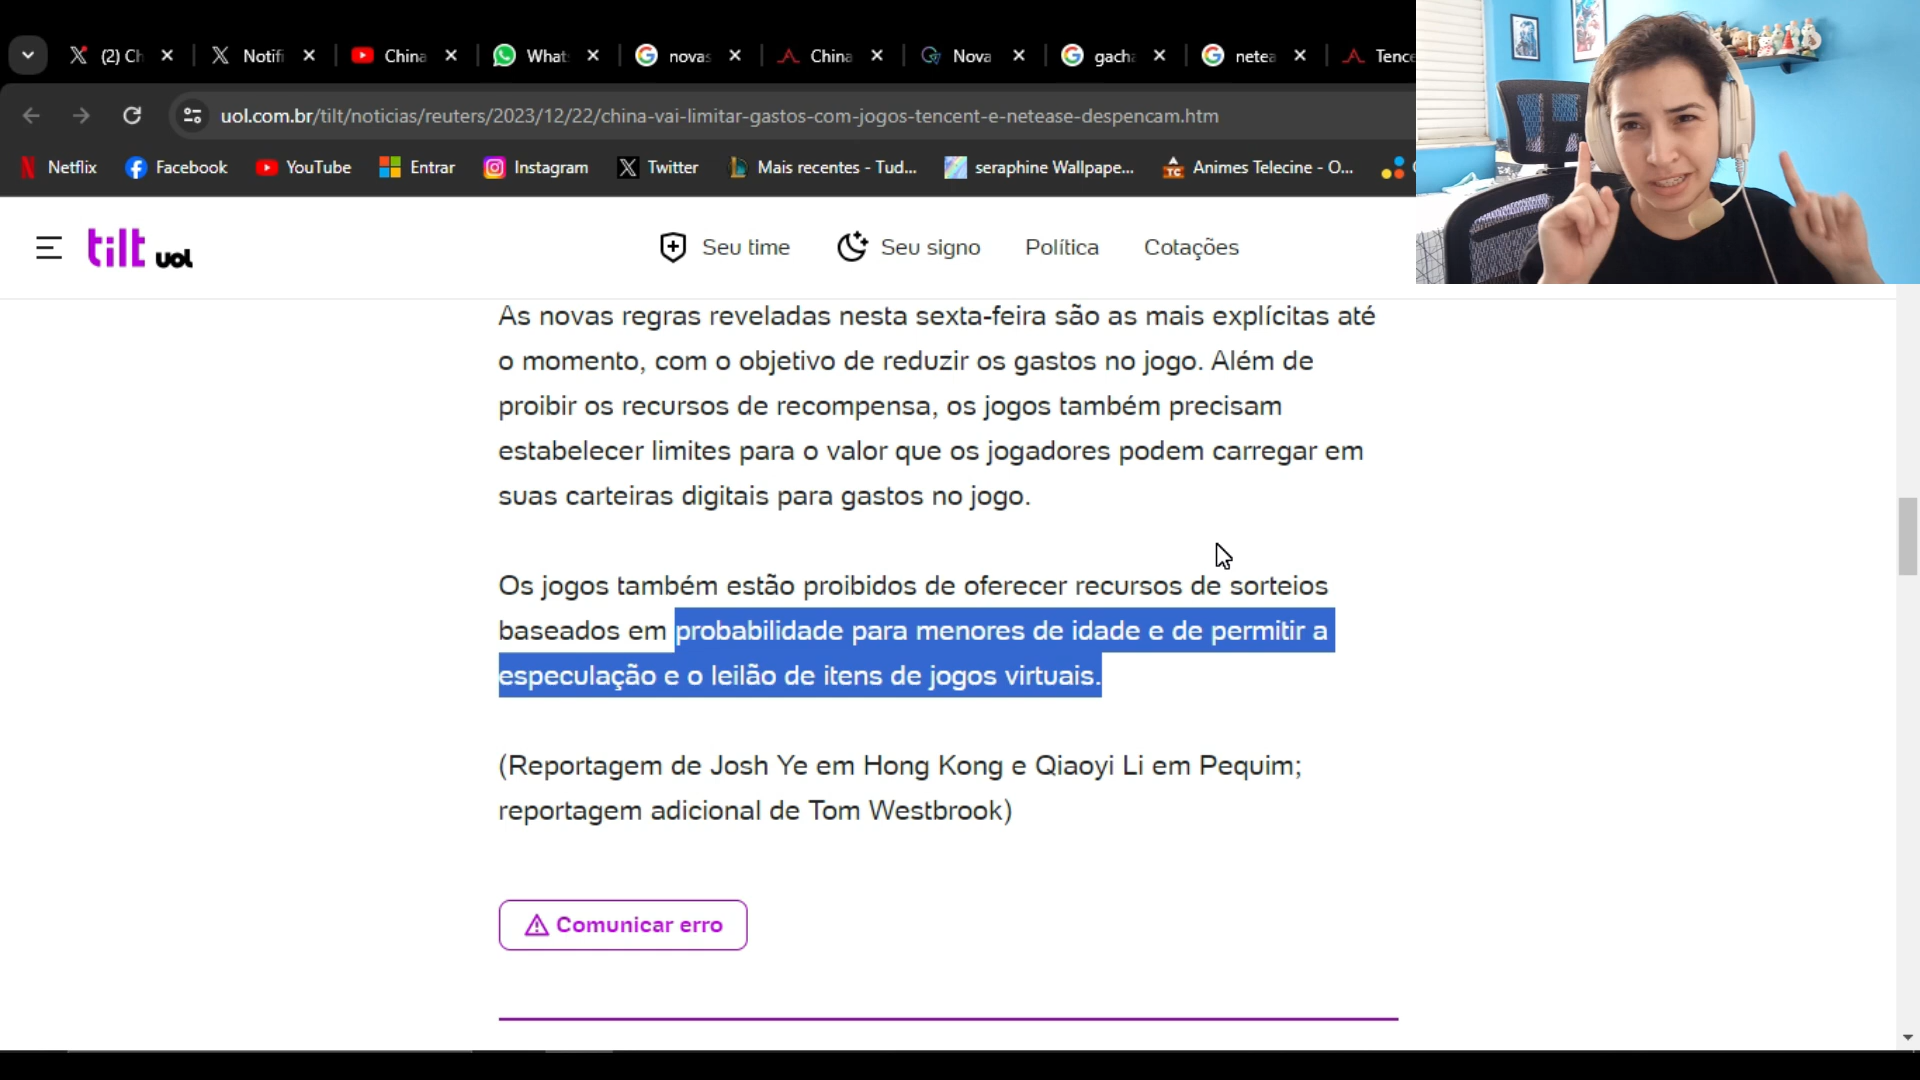 (2) Ch
Notifi
China
What
novas
China
Nova
gacha
netea
Tence
uol.com.br/tilt/noticias/reuters/2023/12/22/china-vai-limitar-gastos-com-jogos-tencent-e-netease-despencam.htm
Netflix
Facebook
YouTube
Entrar
Instagram
Twitter
Mais recentes - Tud...
seraphine Wallpape...
Animes Telecine - O...
tilt uol
Seu time
Seu signo
Política
Cotações
As novas regras reveladas nesta sexta-feira são as mais explícitas até
o momento, com o objetivo de reduzir os gastos no jogo. Além de
proibir os recursos de recompensa, os jogos também precisam
estabelecer limites para o valor que os jogadores podem carregar em
suas carteiras digitais para gastos no jogo.
Os jogos também estão proibidos de oferecer recursos de sorteios
baseados em probabilidade para menores de idade e de permitir a
especulação e o leilão de itens de jogos virtuais.
(Reportagem de Josh Ye em Hong Kong e Qiaoyi Li em Pequim;
reportagem adicional de Tom Westbrook)
Comunicar erro